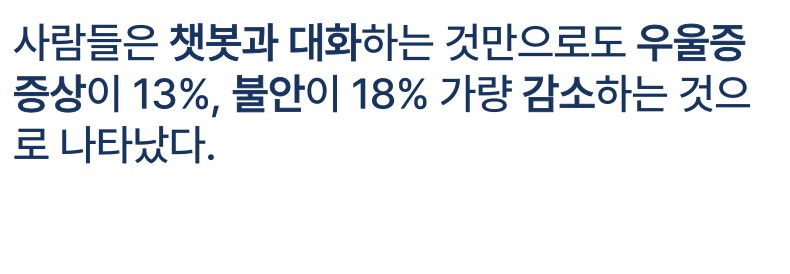 사람들은 챗봇과 대화하는 것만으로도 우울증
증상이 13%, 불안이 18% 가량 감소하는 것으
로 나타났다.